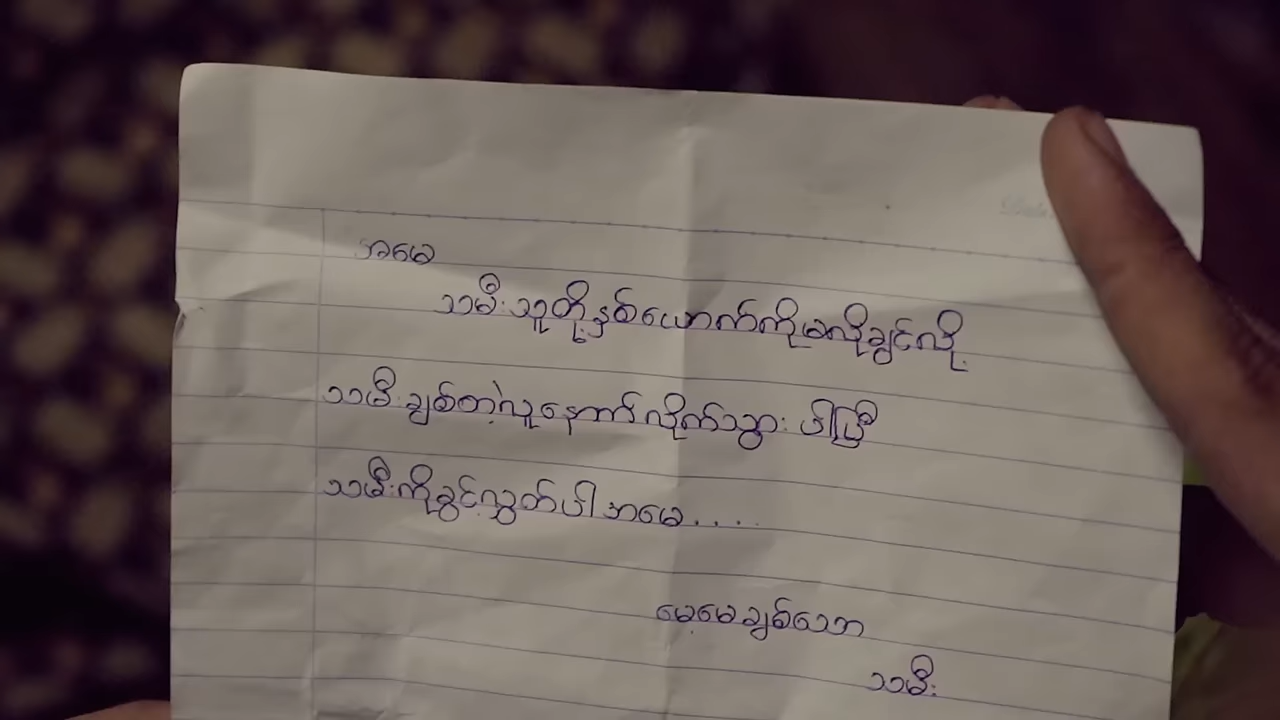 အမေ
သမီး သူတို့နှစ်ယောက်ကိုမလိုချင်လို့
သမီး ချစ်တဲ့လူနောက်လိုက်သွား ပါပြီ
သမီးကိုခွင့်လွှတ်ပါ အမေ....
မေ့မေချစ်သော
သမီး